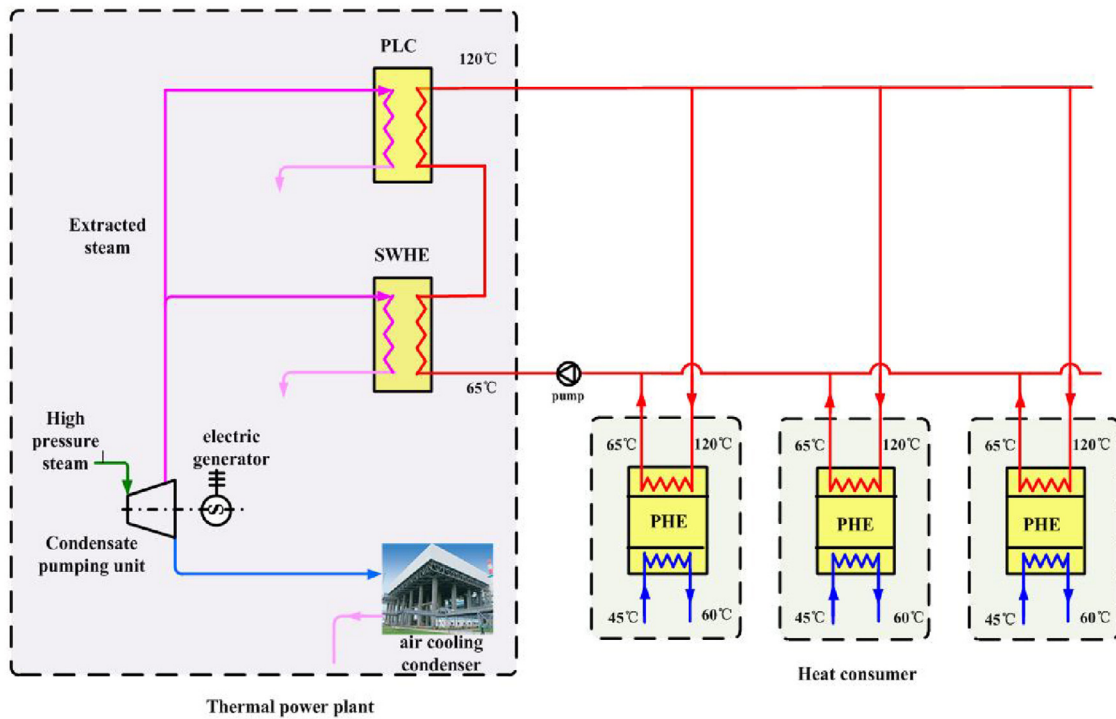 PLC
120℃
Extracted
steam
SWHE
65℃
pump
High
pressure
steam
electric
generator
S
Condensate
pumping unit
air cooling
condenser
Thermal power plant
65℃
120℃
PHE
45℃
60℃
65℃
120℃
PHE
45℃
60℃
65℃
120℃
PHE
45℃
60℃
Heat consumer